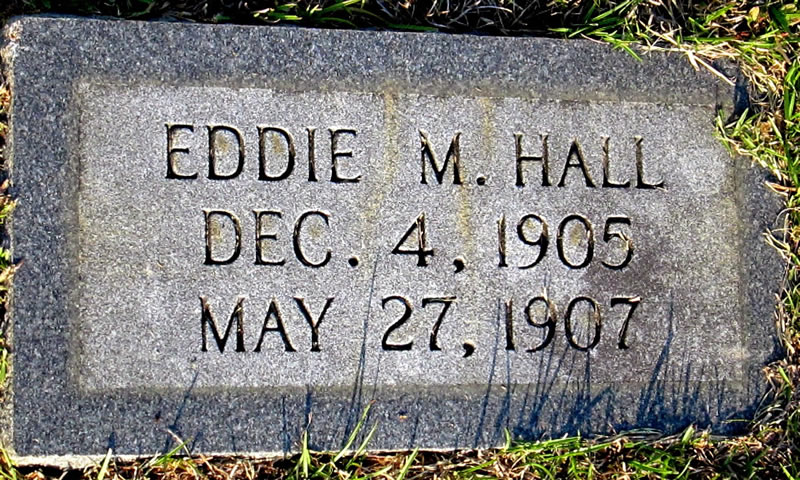 EDDIE M. HALL
DEC. 4, 1905
MAY 27, 1907